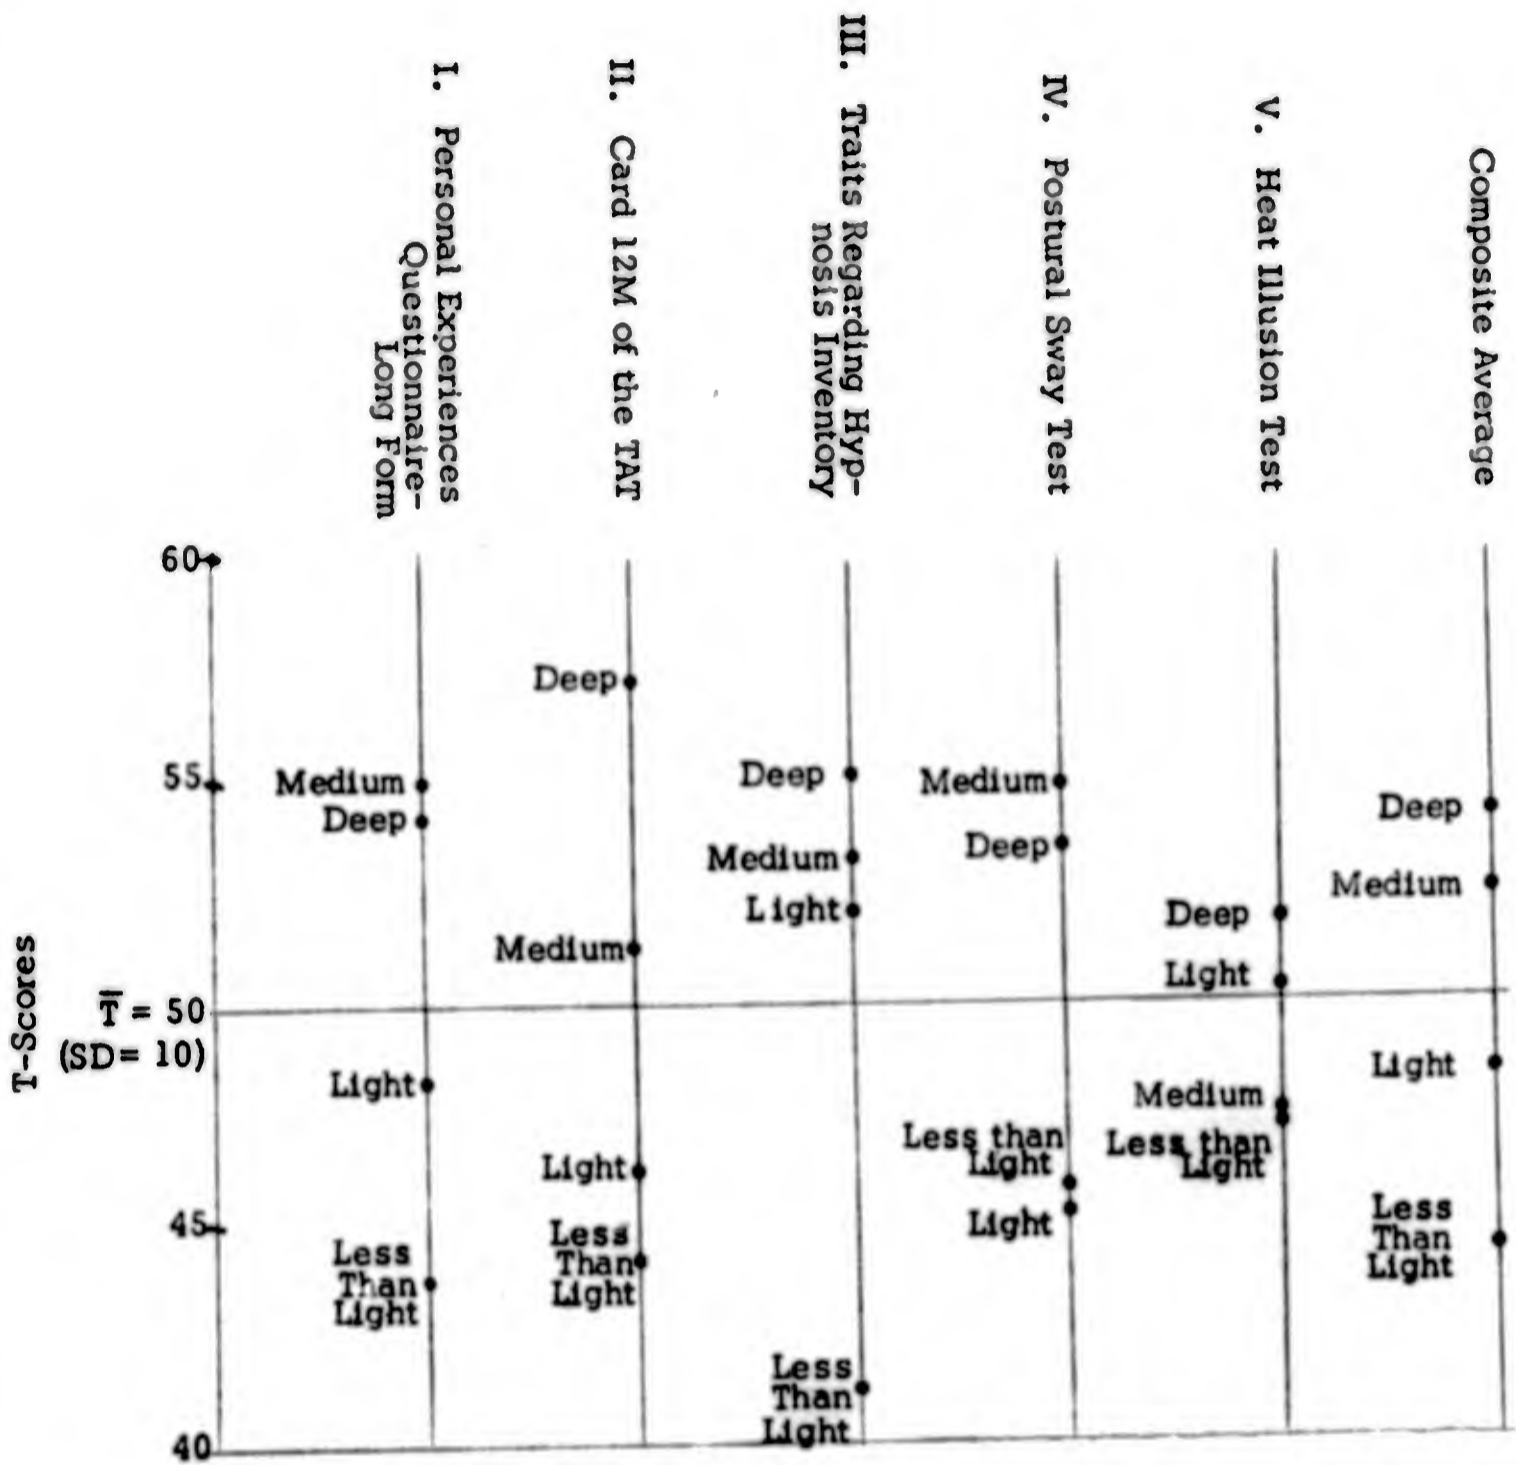 I. Personal Experiences
Questionnaire-
Long Form
II. Card 12M of the TAT
III. Traits Regarding Hyp-
nosis Inventory
IV. Postural Sway Test
V. Heat Illusion Test
Composite Average
T-Scores
60
55
T̄ = 50
(SD= 10)
45
40
Medium
Deep
Light
Less
Than
Light
Deep
Medium
Light
Less
Than
Light
Deep
Medium
Light
Less
Than
Light
Medium
Deep
Less than
Light
Light
Deep
Light
Medium
Less than
Light
Deep
Medium
Light
Less
Than
Light